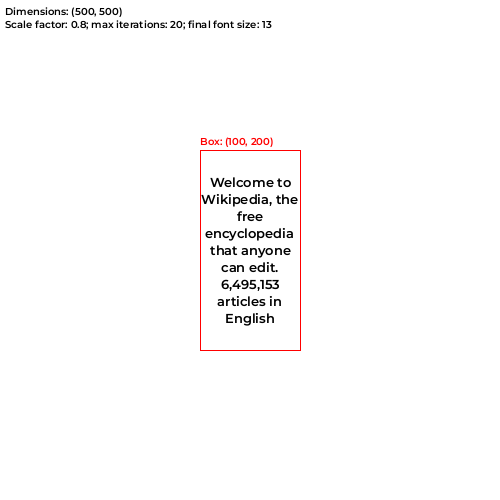 Dimensions: (500, 500)
Scale factor: 0.8; max iterations: 20; final font size: 13
Box: (100, 200)
Welcome to
Wikipedia, the
free
encyclopedia
that anyone
can edit.
6,495,153
articles in
English